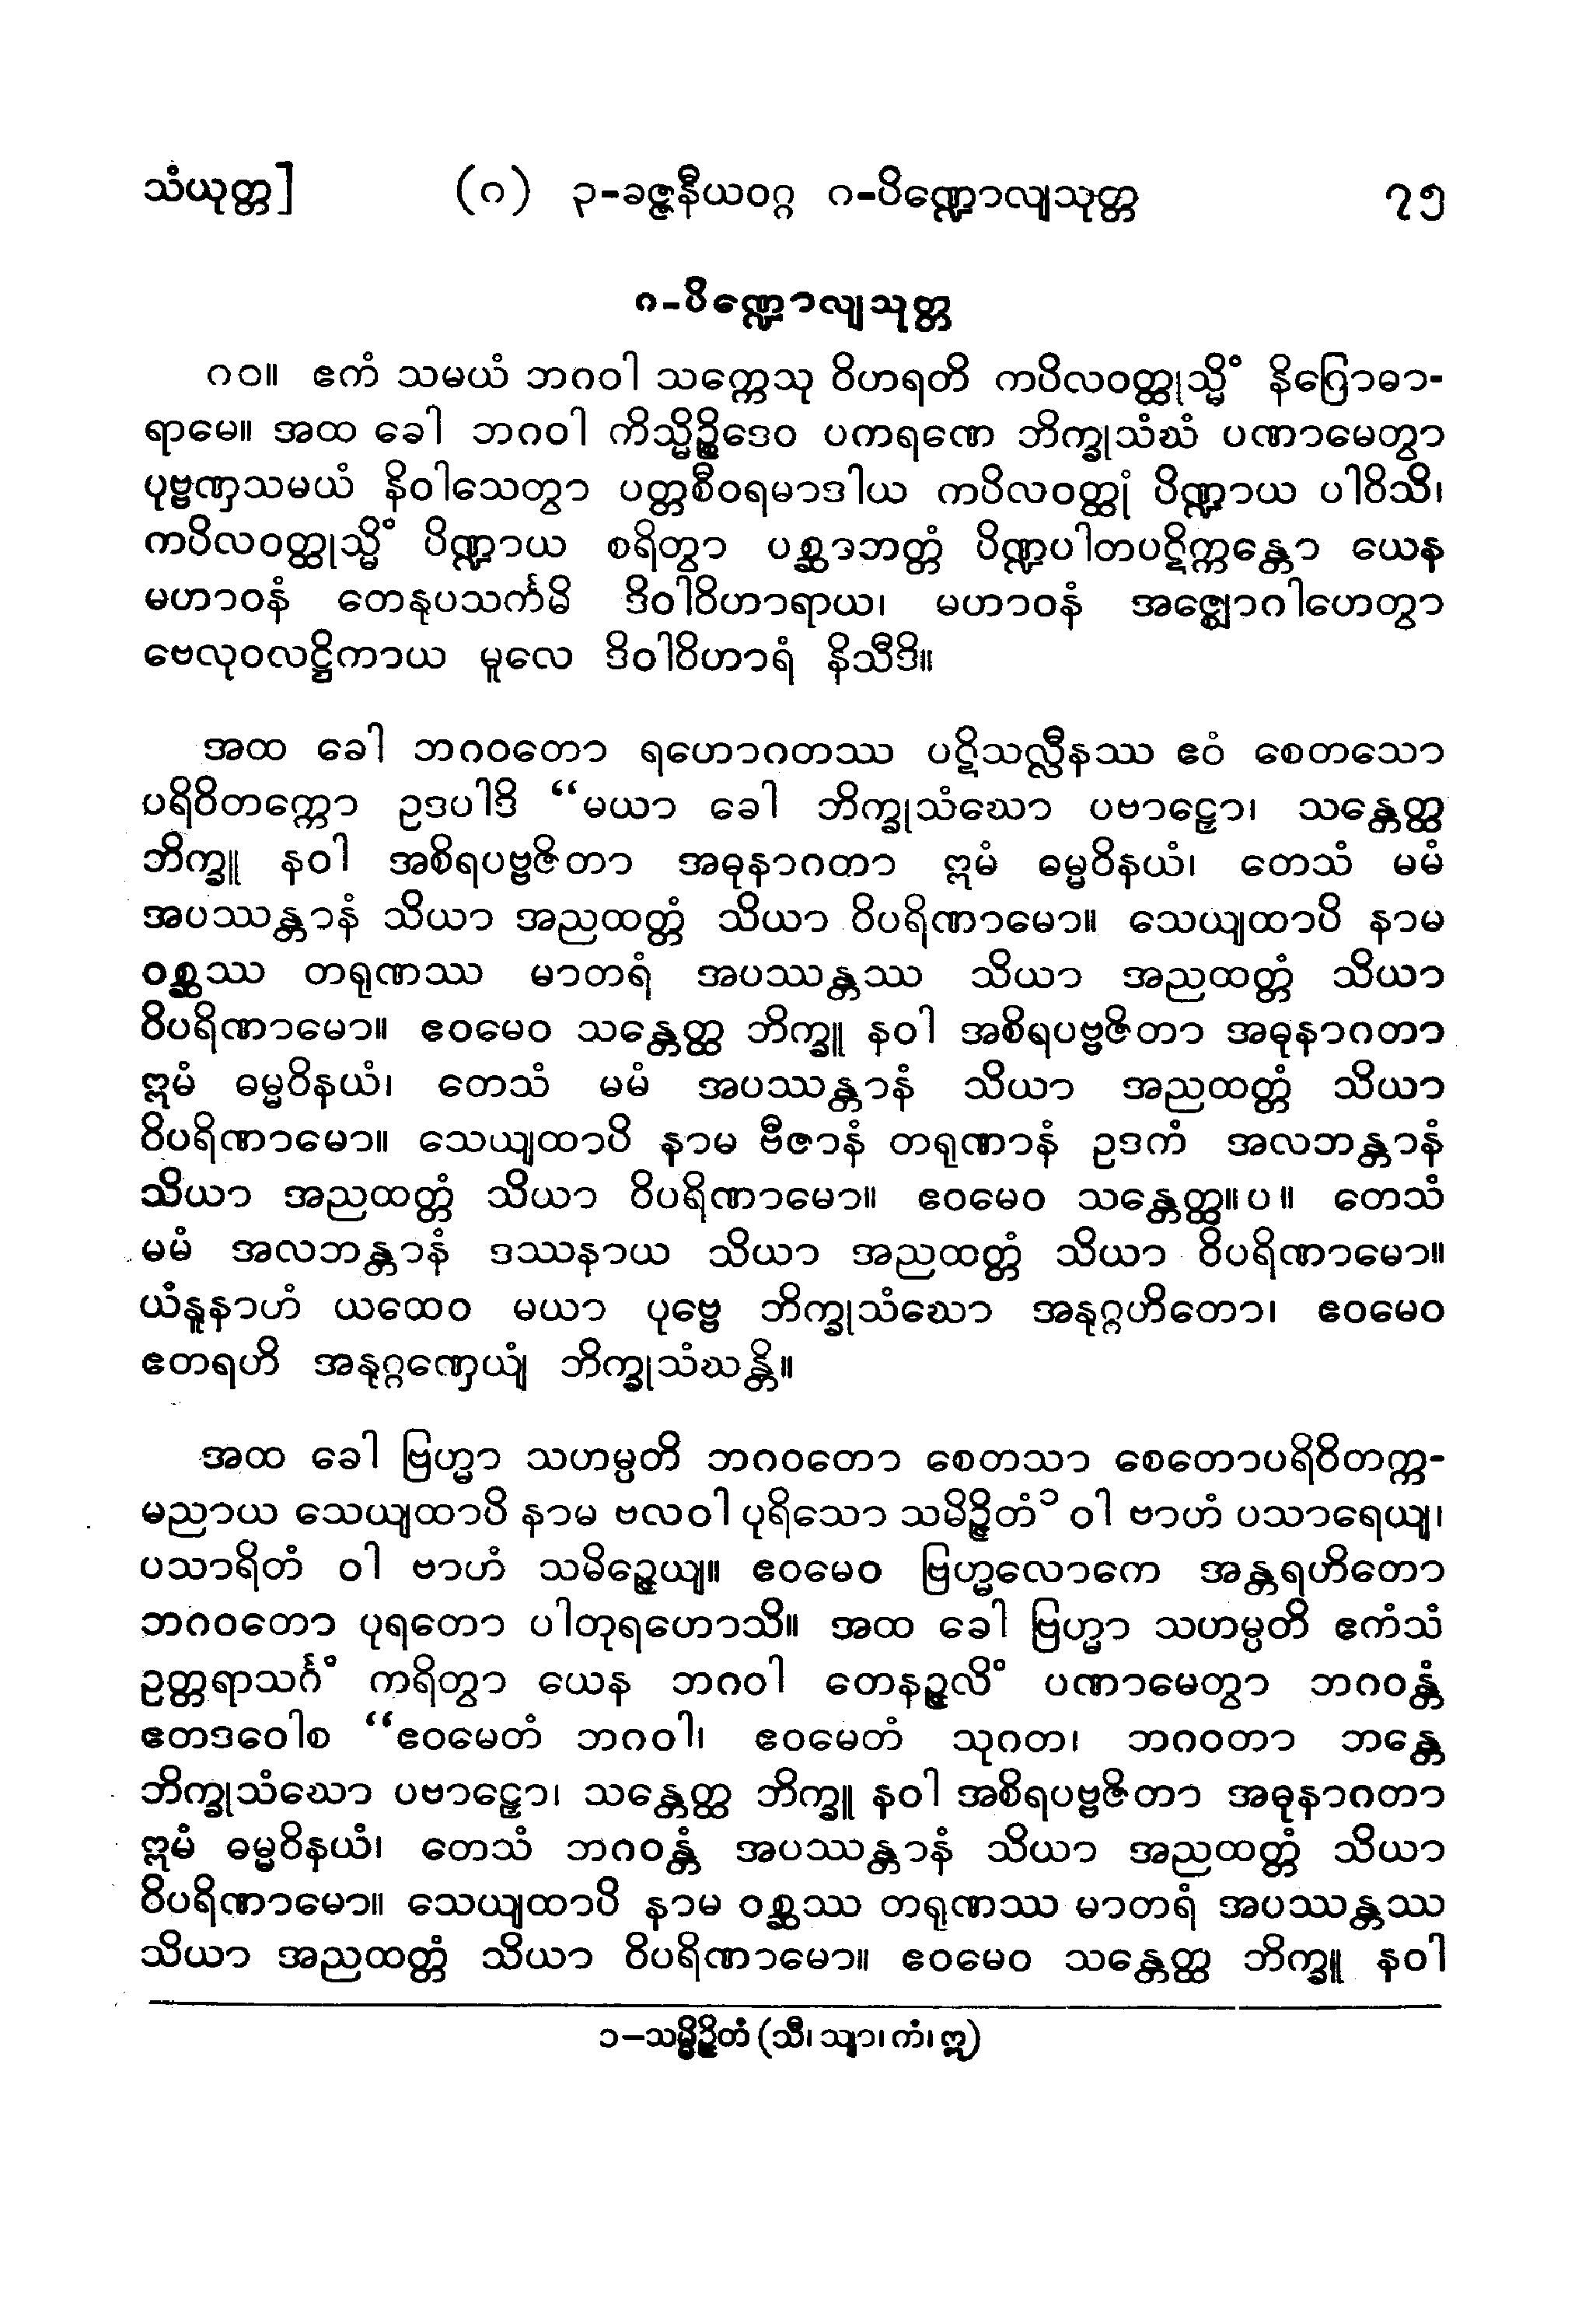 သံယုတ္တ] (၈) ၃-ခဇ္ဇနီယဝဂ္ဂ ၈-ပိဏ္ဍောလျသုတ္တ ၇၅
၈-ပိဏ္ဍောလျသုတ္တ
၈၀။ ဧကံ သမယံ ဘဂဝါ သက္ကေသု ဝိဟရတိ ကပိလဝတ္ထုသ္မိံ နိဂြောဓာ-
ရာမေ။ အထ ခေါ ဘဂဝါ ကိသ္မိဉ္စိဒေဝ ပကရဏေ ဘိက္ခုသံဃံ ပဏာမေတွာ
ပုဗ္ဗဏှသမယံ နိဝါသေတွာ ပတ္တစီဝရမာဒါယ ကပိလဝတ္ထုံ ပိဏ္ဍာယ ပါဝိသိ၊
ကပိလဝတ္ထုသ္မိံ ပိဏ္ဍာယ စရိတွာ ပစ္ဆာဘတ္တံ ပိဏ္ဍပါတပဋိက္ကန္တော ယေန
မဟာဝနံ တေနုပသင်္ကမိ ဒိဝါဝိဟာရာယ၊ မဟာဝနံ အဇ္ဈောဂါဟေတွာ
ဗေလုဝလဋ္ဌိကာယ မူလေ ဒိဝါဝိဟာရံ နိသီဒိ။
အထ ခေါ ဘဂဝတော ရဟောဂတဿ ပဋိသလ္လီနဿ ဧဝံ စေတသော
ပရိဝိတက္ကော ဥဒပါဒိ “မယာ ခေါ ဘိက္ခုသံဃော ပဗာဠှော၊ သန္တေတ္ထ
ဘိက္ခူ နဝါ အစိရပဗ္ဗဇိတာ အဓုနာဂတာ ဣမံ ဓမ္မဝိနယံ၊ တေသံ မမံ
အပဿန္တာနံ သိယာ အညထတ္တံ သိယာ ဝိပရိဏာမော။ သေယျထာပိ နာမ
ဝစ္ဆဿ တရုဏဿ မာတရံ အပဿန္တဿ သိယာ အညထတ္တံ သိယာ
ဝိပရိဏာမော။ ဧဝမေဝ သန္တေတ္ထ ဘိက္ခူ နဝါ အစိရပဗ္ဗဇိတာ အဓုနာဂတာ
ဣမံ ဓမ္မဝိနယံ၊ တေသံ မမံ အပဿန္တာနံ သိယာ အညထတ္တံ သိယာ
ဝိပရိဏာမော။ သေယျထာပိ နာမ ဗီဇာနံ တရုဏာနံ ဥဒကံ အလဘန္တာနံ
သိယာ အညထတ္တံ သိယာ ဝိပရိဏာမော။ ဧဝမေဝ သန္တေတ္ထ။ ပ ။ တေသံ
မမံ အလဘန္တာနံ ဒဿနာယ သိယာ အညထတ္တံ သိယာ ဝိပရိဏာမော။
ယံနူနာဟံ ယထေဝ မယာ ပုဗ္ဗေ ဘိက္ခုသံဃော အနုဂ္ဂဟိတော၊ ဧဝမေဝ
ဧတရဟိ အနုဂ္ဂဏှေယျံ ဘိက္ခုသံဃန္တိ။
အထ ခေါ ဗြဟ္မာ သဟမ္ပတိ ဘဂဝတော စေတသာ စေတောပရိဝိတက္က-
မညာယ သေယျထာပိ နာမ ဗလဝါ ပုရိသော သမိဉ္ဇိတံ၁ ဝါ ဗာဟံ ပသာရေယျ၊
ပသာရိတံ ဝါ ဗာဟံ သမိဉ္ဇေယျ။ ဧဝမေဝ ဗြဟ္မလောကေ အန္တရဟိတော
ဘဂဝတော ပုရတော ပါတုရဟောသိ။ အထ ခေါ ဗြဟ္မာ သဟမ္ပတိ ဧကံသံ
ဥတ္တရာသင်္ဂံ ကရိတွာ ယေန ဘဂဝါ တေနဉ္ဇလိံ ပဏာမေတွာ ဘဂဝန္တံ
ဧတဒဝေါစ “ဧဝမေတံ ဘဂဝါ၊ ဧဝမေတံ သုဂတ၊ ဘဂဝတာ ဘန္တေ
ဘိက္ခုသံဃော ပဗာဠှော၊ သန္တေတ္ထ ဘိက္ခူ နဝါ အစိရပဗ္ဗဇိတာ အဓုနာဂတာ
ဣမံ ဓမ္မဝိနယံ၊ တေသံ ဘဂဝန္တံ အပဿန္တာနံ သိယာ အညထတ္တံ သိယာ
ဝိပရိဏာမော။ သေယျထာပိ နာမ ဝစ္ဆဿ တရုဏဿ မာတရံ အပဿန္တဿ
သိယာ အညထတ္တံ သိယာ ဝိပရိဏာမော။ ဧဝမေဝ သန္တေတ္ထ ဘိက္ခူ နဝါ
၁–သမ္မိဉ္ဇိတံ (သီ၊ သျာ၊ ကံ၊ ဣ)